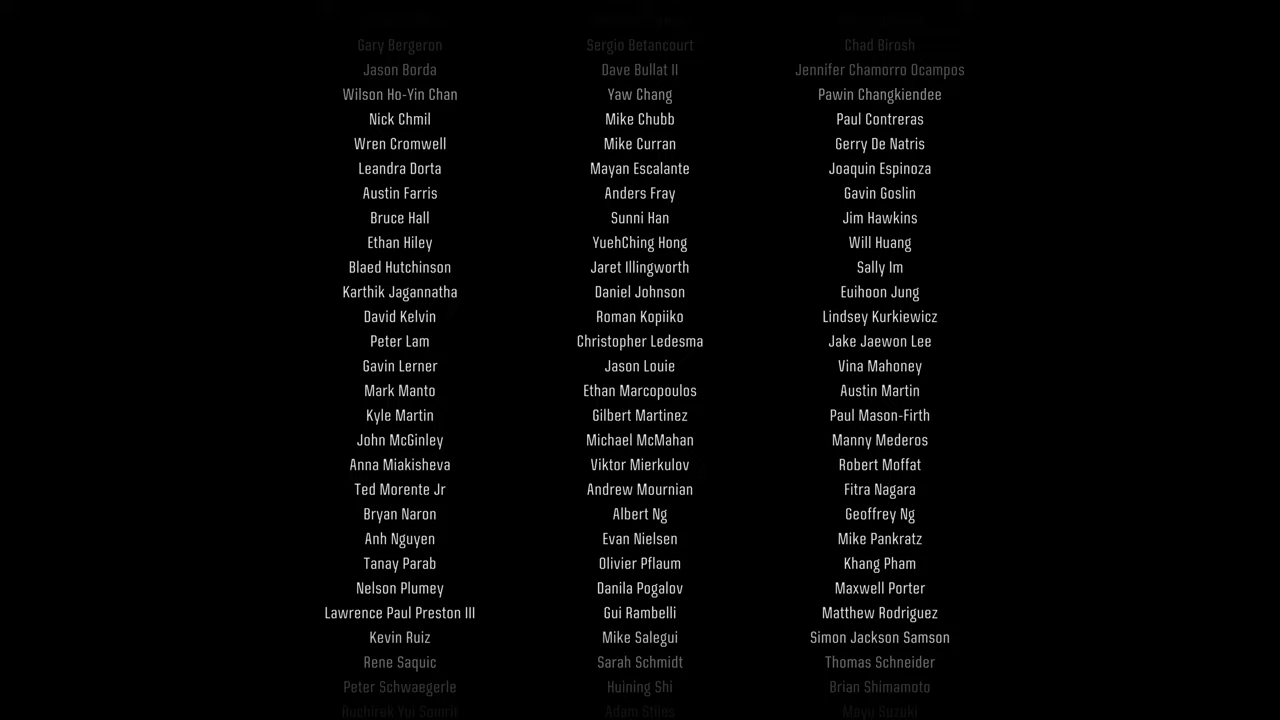 Gary Bergeron Sergio Betancourt Chad Birosh
Jason Borda Dave Bullat II Jennifer Chamorro Ocampos
Wilson Ho-Yin Chan Yaw Chang Pawin Changkiendee
Nick Chmil Mike Chubb Paul Contreras
Wren Cromwell Mike Curran Gerry De Natris
Leandra Dorta Mayan Escalante Joaquin Espinoza
Austin Farris Anders Fray Gavin Goslin
Bruce Hall Sunni Han Jim Hawkins
Ethan Hiley YuehChing Hong Will Huang
Blaed Hutchinson Jaret Illingworth Sally Im
Karthik Jagannatha Daniel Johnson Euihoon Jung
David Kelvin Roman Kopiiko Lindsey Kurkiewicz
Peter Lam Christopher Ledesma Jake Jaewon Lee
Gavin Lerner Jason Louie Vina Mahoney
Mark Manto Ethan Marcopoulos Austin Martin
Kyle Martin Gilbert Martinez Paul Mason-Firth
John McGinley Michael McMahan Manny Mederos
Anna Miakisheva Viktor Mierkulov Robert Moffat
Ted Morente Jr Andrew Mournian Fitra Nagara
Bryan Naron Albert Ng Geoffrey Ng
Anh Nguyen Evan Nielsen Mike Pankratz
Tanay Parab Olivier Pflaum Khang Pham
Nelson Plumey Danila Pogalov Maxwell Porter
Lawrence Paul Preston III Gui Rambelli Matthew Rodriguez
Kevin Ruiz Mike Salegui Simon Jackson Samson
Rene Saquic Sarah Schmidt Thomas Schneider
Peter Schwaegerle Huining Shi Brian Shimamoto
Adam Stiles Mayu Suzuki